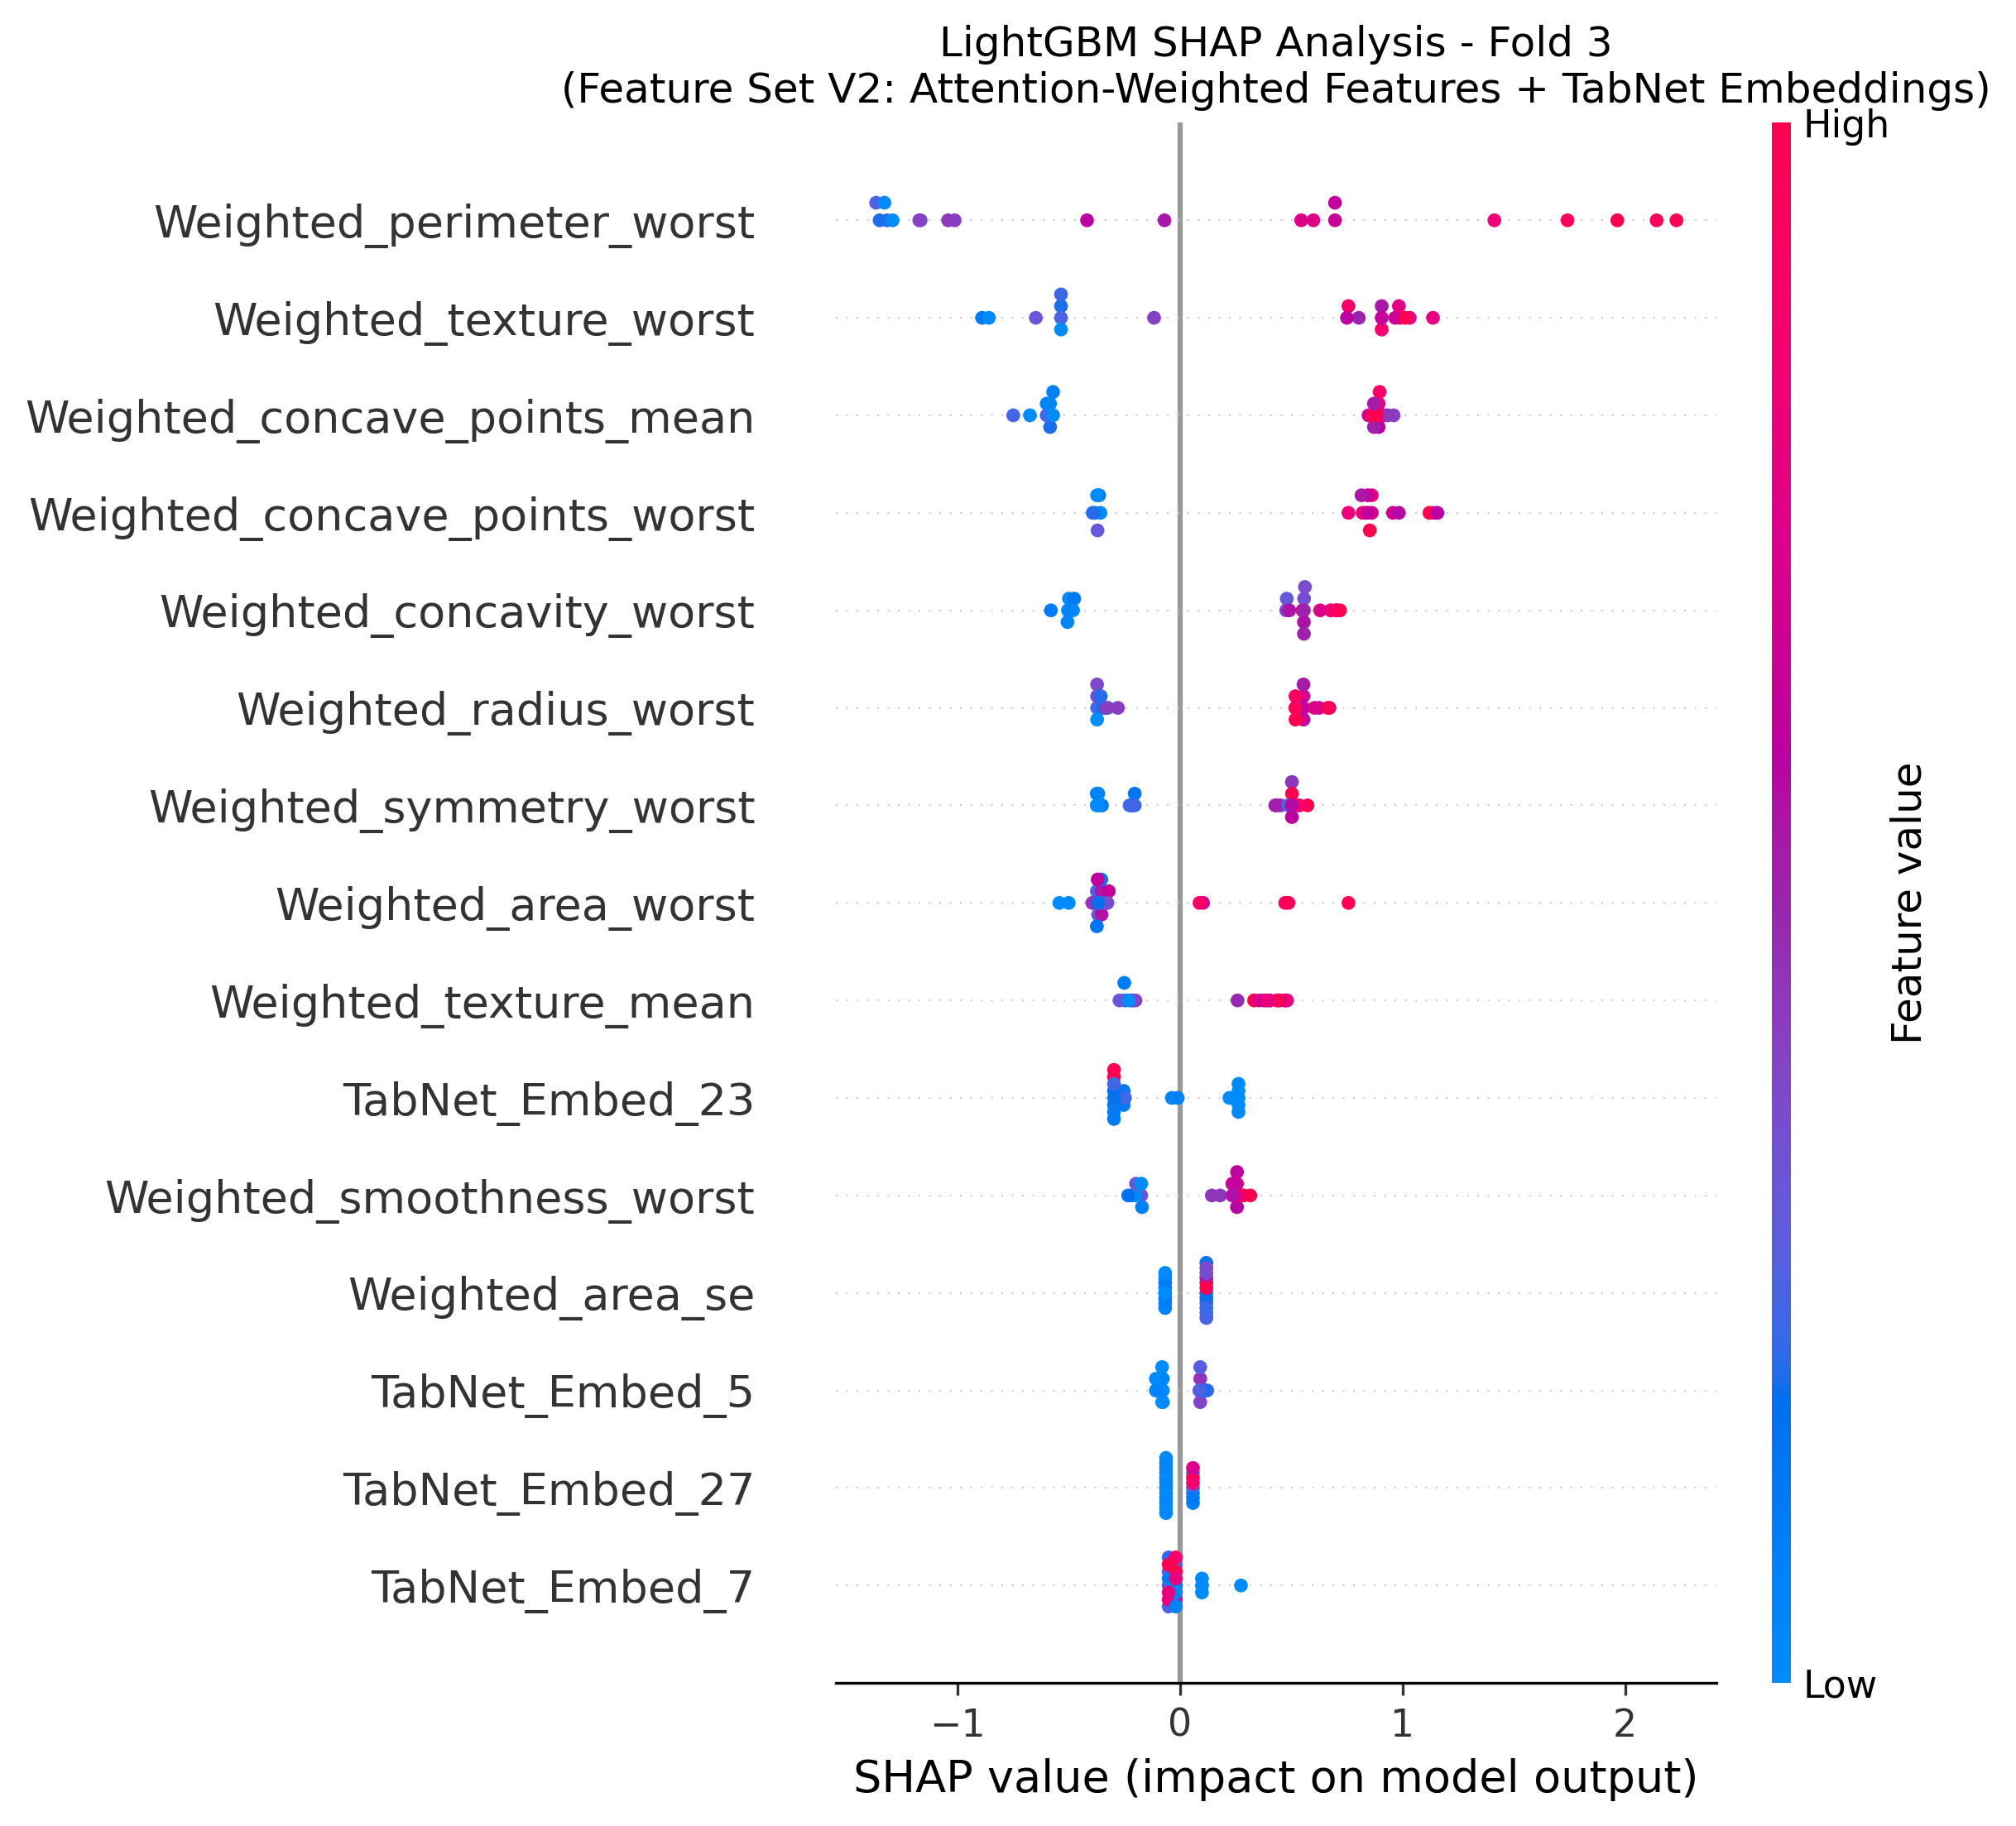 LightGBM SHAP Analysis - Fold 3
(Feature Set V2: Attention-Weighted Features + TabNet Embeddings)
High
Weighted_perimeter_worst
Weighted_texture_worst
Weighted_concave_points_mean
Weighted_concave_points_worst
Weighted_concavity_worst
Weighted_radius_worst
Weighted_symmetry_worst
Weighted_area_worst
Weighted_texture_mean
TabNet_Embed_23
Weighted_smoothness_worst
Weighted_area_se
TabNet_Embed_5
TabNet_Embed_27
TabNet_Embed_7
Feature value
Low
−1 0 1 2
SHAP value (impact on model output)